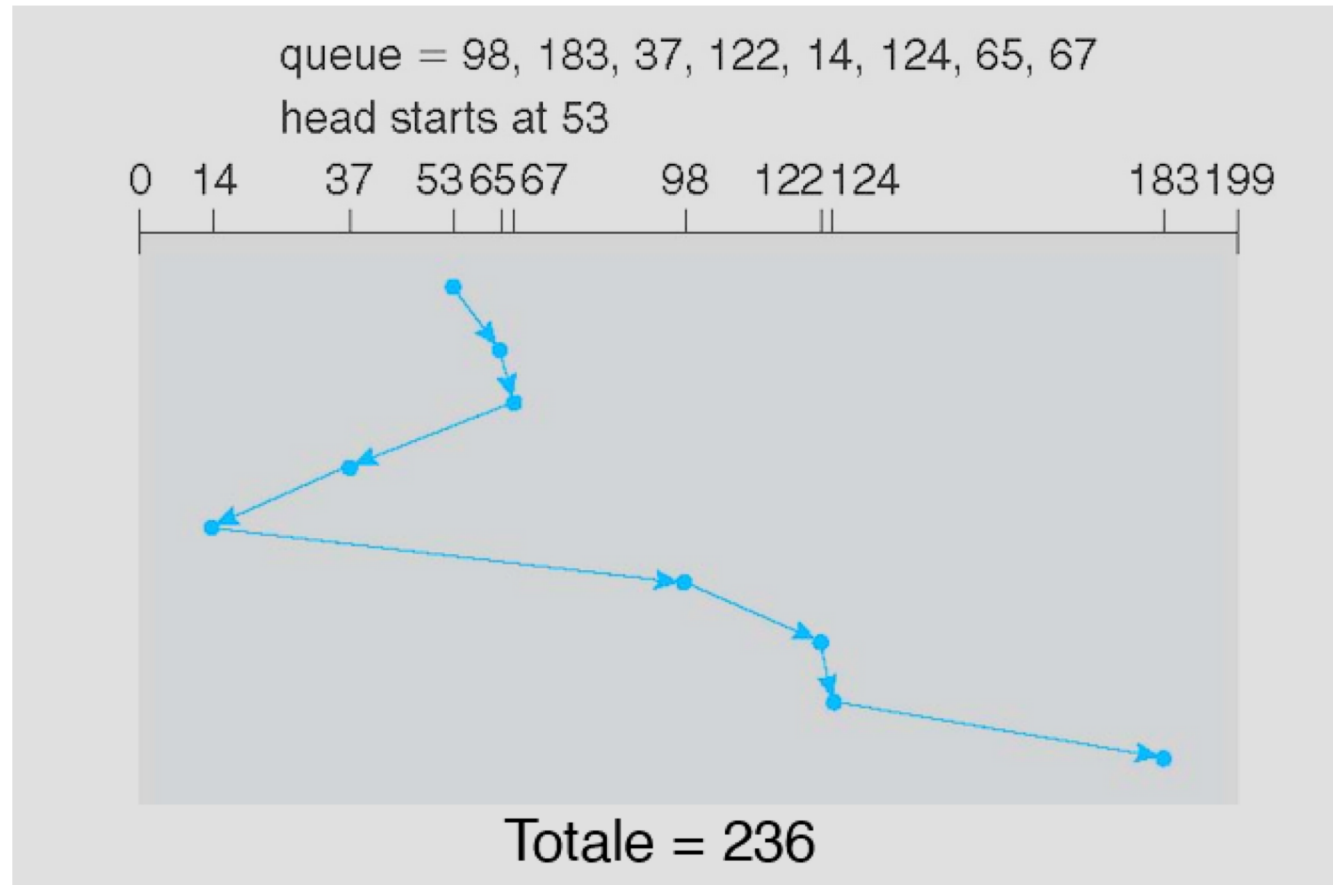 queue = 98, 183, 37, 122, 14, 124, 65, 67
head starts at 53
0 14 37 53 65 67 98 122 124 183 199
Totale = 236